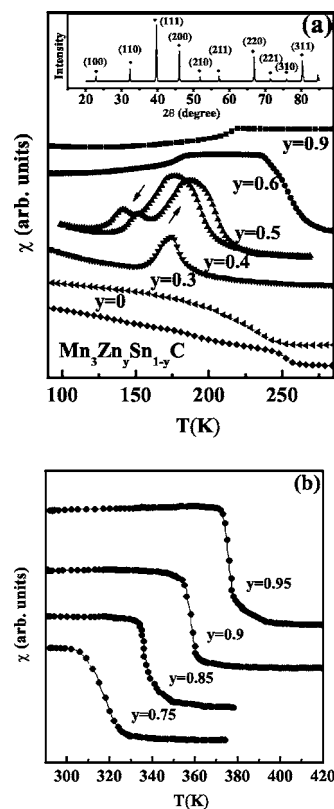 (a)
Intensity
(100) (110) (111) (200) (210) (211) (220) (221) (310) (311)
20 30 40 50 60 70 80
2θ (degree)
χ (arb. units)
y=0.9
y=0.6
y=0.5
y=0.4
y=0.3
y=0
Mn₃ZnySn₁₋yC
100 150 200 250
T(K)
(b)
χ (arb. units)
y=0.95
y=0.9
y=0.85
y=0.75
300 320 340 360 380 400 420
T(K)